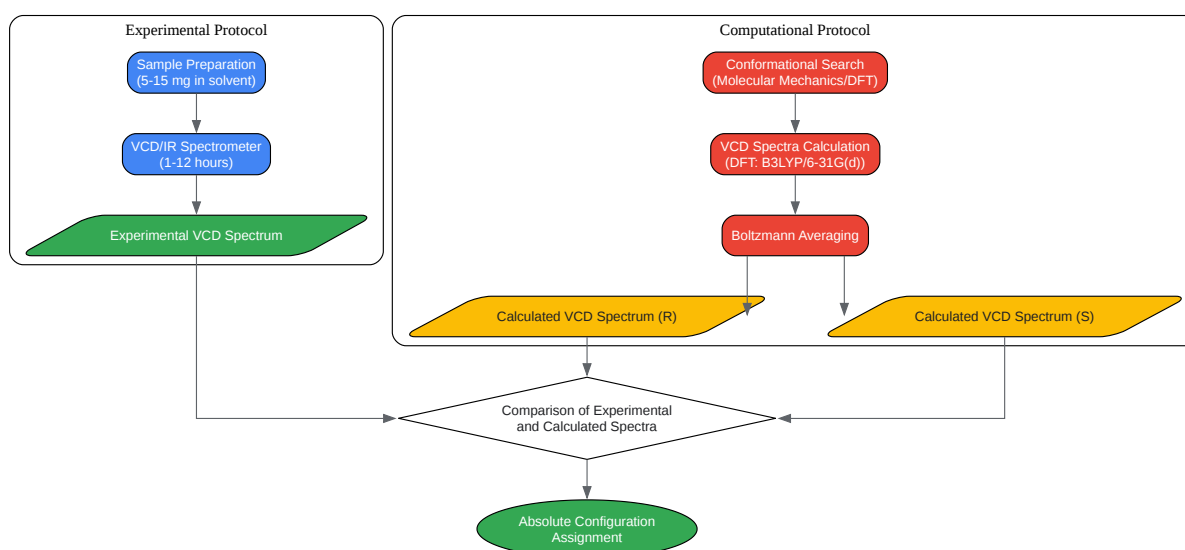 Experimental Protocol
Sample Preparation
(5-15 mg in solvent)
VCD/IR Spectrometer
(1-12 hours)
Experimental VCD Spectrum
Computational Protocol
Conformational Search
(Molecular Mechanics/DFT)
VCD Spectra Calculation
(DFT: B3LYP/6-31G(d))
Boltzmann Averaging
Calculated VCD Spectrum (R)
Calculated VCD Spectrum (S)
Comparison of Experimental
and Calculated Spectra
Absolute Configuration
Assignment